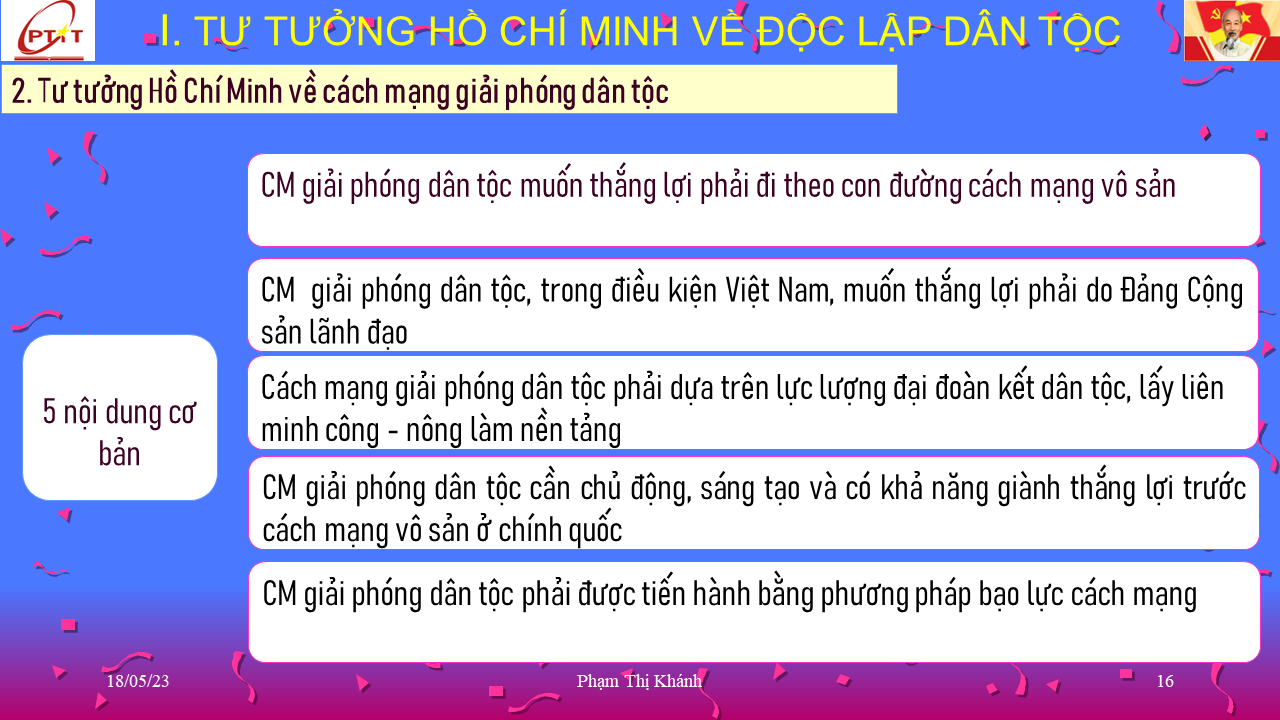 PTIT
I. TƯ TƯỞNG HỒ CHÍ MINH VỀ ĐỘC LẬP DÂN TỘC
2. Tư tưởng Hồ Chí Minh về cách mạng giải phóng dân tộc
5 nội dung cơ
bản
CM giải phóng dân tộc muốn thắng lợi phải đi theo con đường cách mạng vô sản
CM giải phóng dân tộc, trong điều kiện Việt Nam, muốn thắng lợi phải do Đảng Cộng
sản lãnh đạo
Cách mạng giải phóng dân tộc phải dựa trên lực lượng đại đoàn kết dân tộc, lấy liên
minh công - nông làm nền tảng
CM giải phóng dân tộc cần chủ động, sáng tạo và có khả năng giành thắng lợi trước
cách mạng vô sản ở chính quốc
CM giải phóng dân tộc phải được tiến hành bằng phương pháp bạo lực cách mạng
18/05/23
Phạm Thị Khánh
16